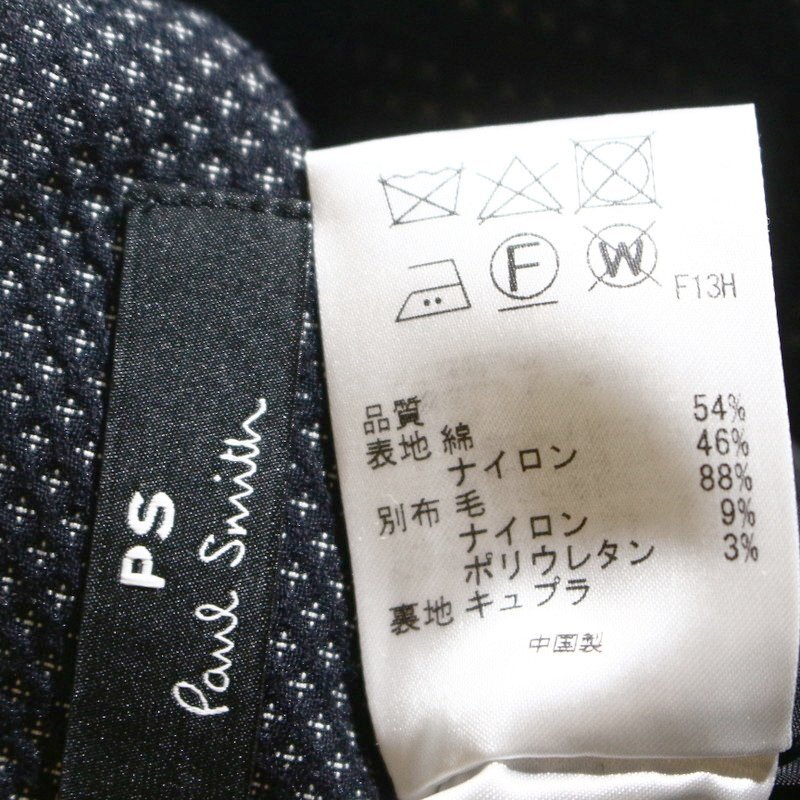 PS
Paul Smith
F
W
F13H
品質
表地 綿 54%
ナイロン 46%
別布 毛 88%
ナイロン 9%
ポリウレタン 3%
裏地 キュプラ
中国製